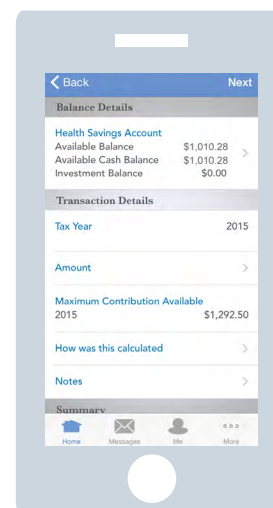 Back Next
Balance Details
Health Savings Account
Available Balance $1,010.28
Available Cash Balance $1,010.28
Investment Balance $0.00
Transaction Details
Tax Year 2015
Amount
Maximum Contribution Available
2015 $1,292.50
How was this calculated
Notes
Summary
Home Messages Me More